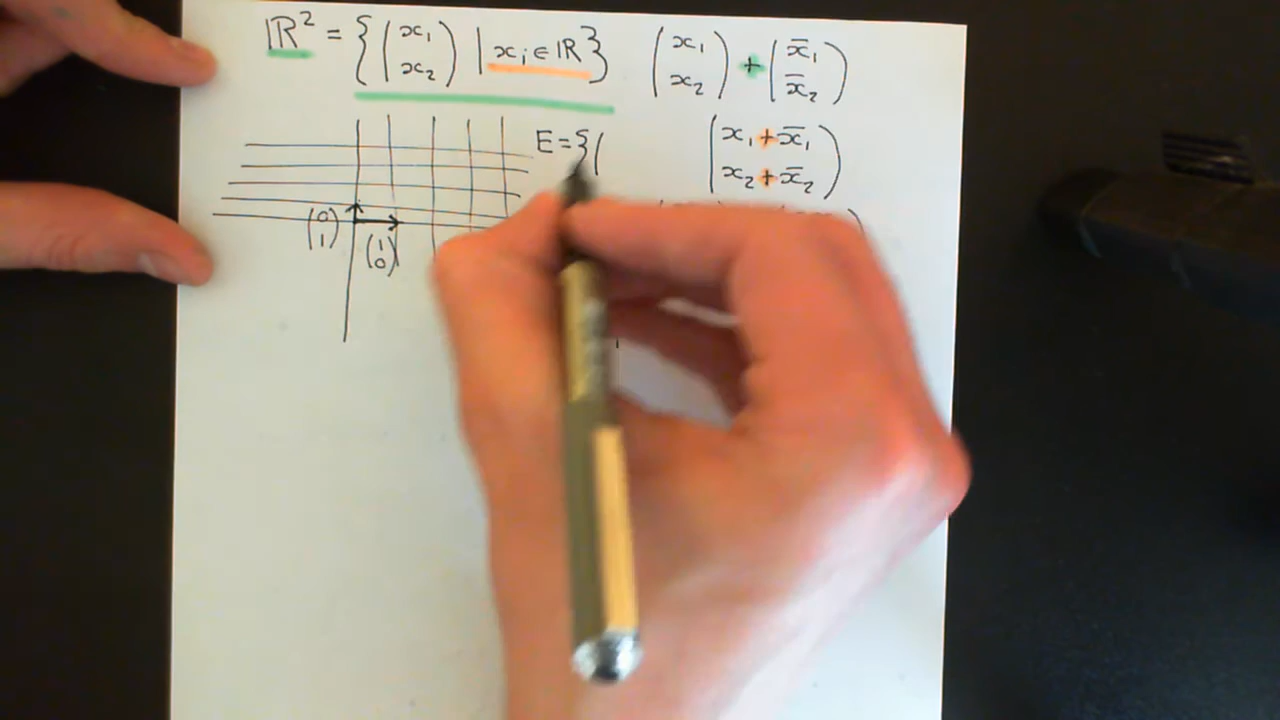 ℝ² = {(x₁ x₂) | xᵢ ∈ ℝ}
(x₁ x₂) + (x̄₁ x̄₂)
(x₁ + x̄₁ x₂ + x̄₂)
E = {(
(0 1)
(1 0)